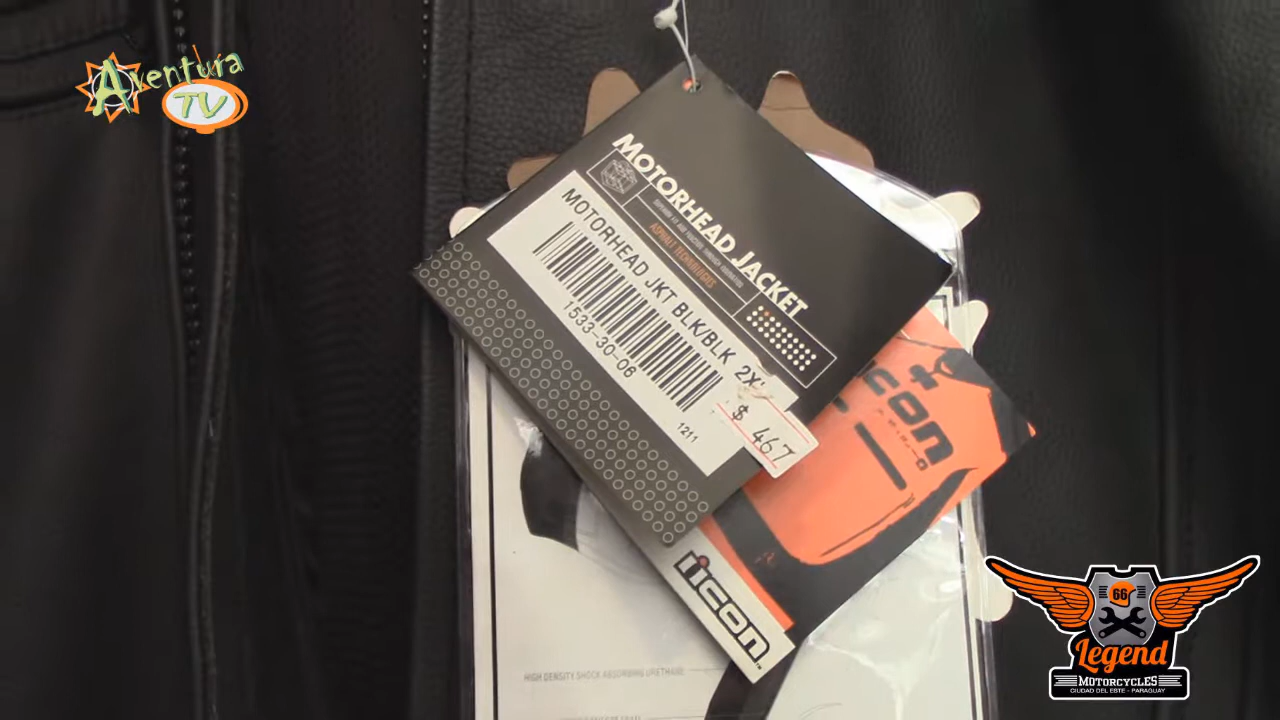 Aventura
TV
MOTORHEAD JACKET
ASPHALT TECHNOLOGIES
MOTORHEAD JKT BLK/BLK 2X
1533-30-06
1211
$ 467
icon
icon
HIGH DENSITY SHOCK ABSORBING URETHANE
66
Legend
MOTORCYCLES
CIUDAD DEL ESTE - PARAGUAY